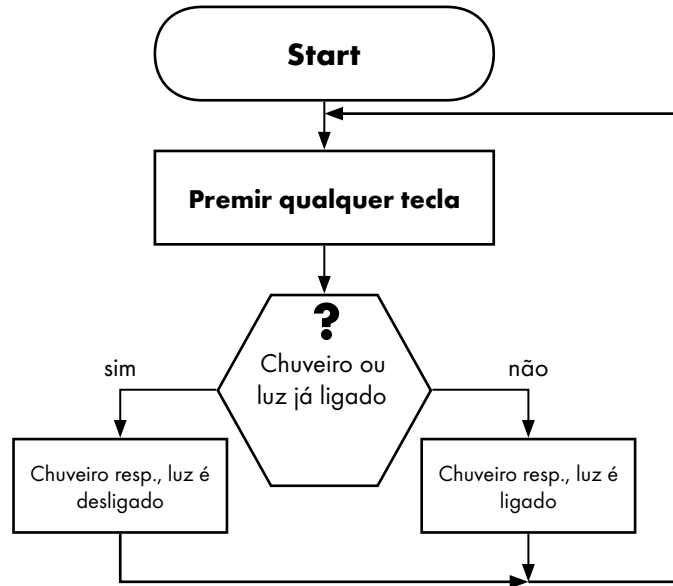 Start
Premir qualquer tecla
?
Chuveiro ou
luz já ligado
sim
não
Chuveiro resp., luz é
desligado
Chuveiro resp., luz é
ligado